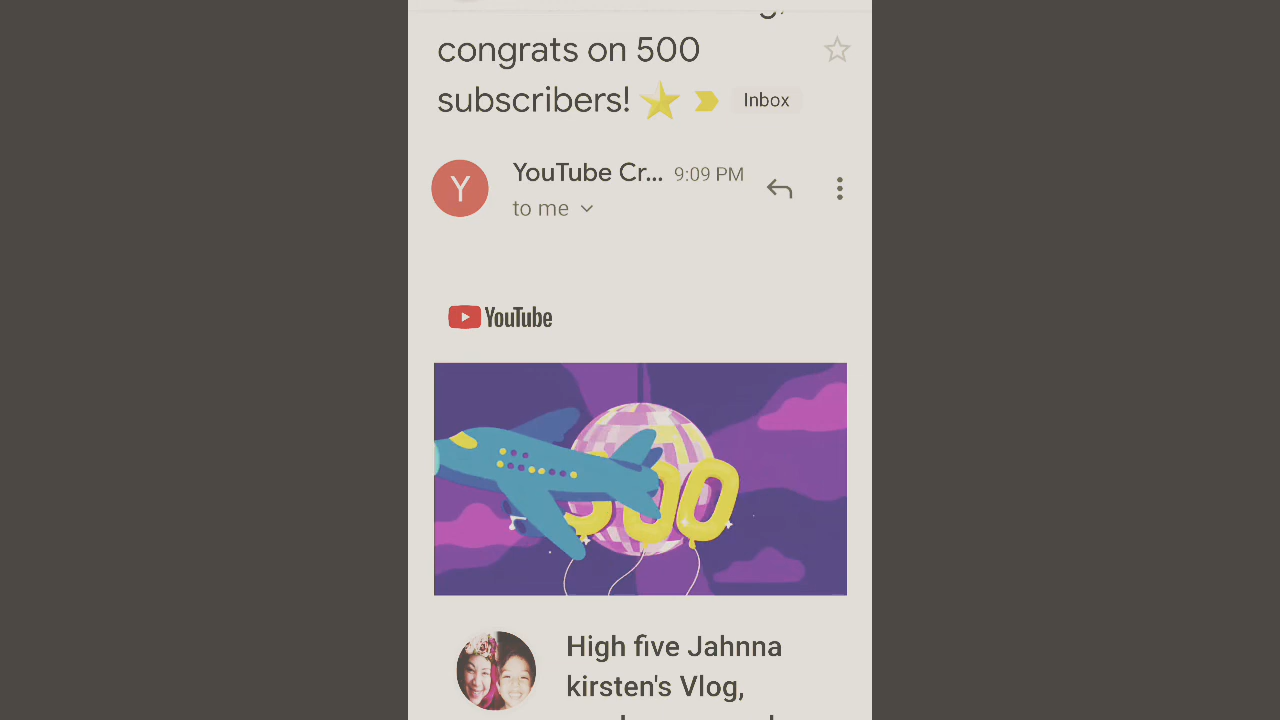 congrats on 500
subscribers! Inbox
Y
YouTube Cr... 9:09 PM
to me
YouTube
500
High five Jahnna
kirsten's Vlog,